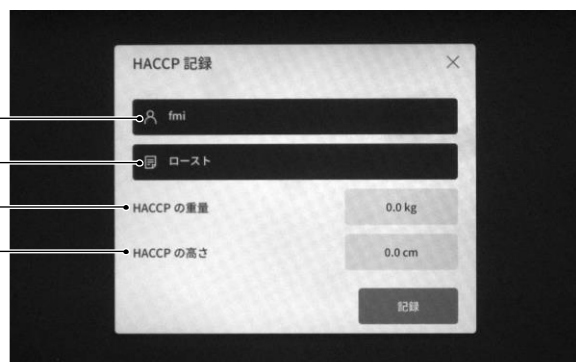 HACCP 記録
fmi
ロースト
HACCP の重量
0.0 kg
HACCP の高さ
0.0 cm
記録